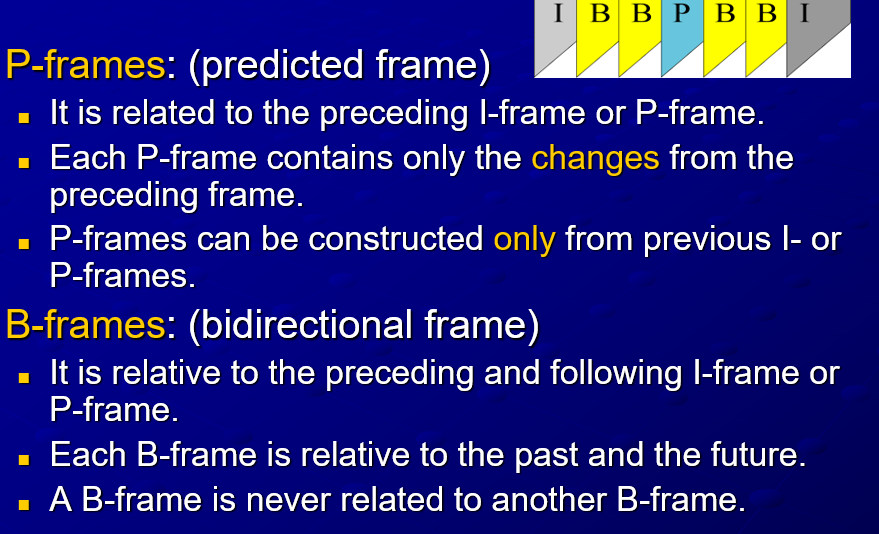 I B B P B B I
P-frames: (predicted frame)
It is related to the preceding I-frame or P-frame.
Each P-frame contains only the changes from the
preceding frame.
P-frames can be constructed only from previous I- or
P-frames.
B-frames: (bidirectional frame)
It is relative to the preceding and following I-frame or
P-frame.
Each B-frame is relative to the past and the future.
A B-frame is never related to another B-frame.